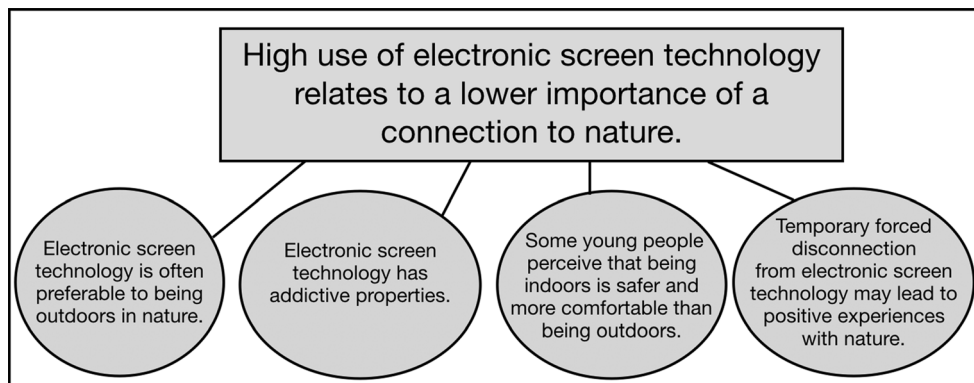 High use of electronic screen technology
relates to a lower importance of a
connection to nature.
Electronic screen
technology is often
preferable to being
outdoors in nature.
Electronic screen
technology has
addictive properties.
Some young people
perceive that being
indoors is safer and
more comfortable than
being outdoors.
Temporary forced
disconnection
from electronic screen
technology may lead to
positive experiences
with nature.